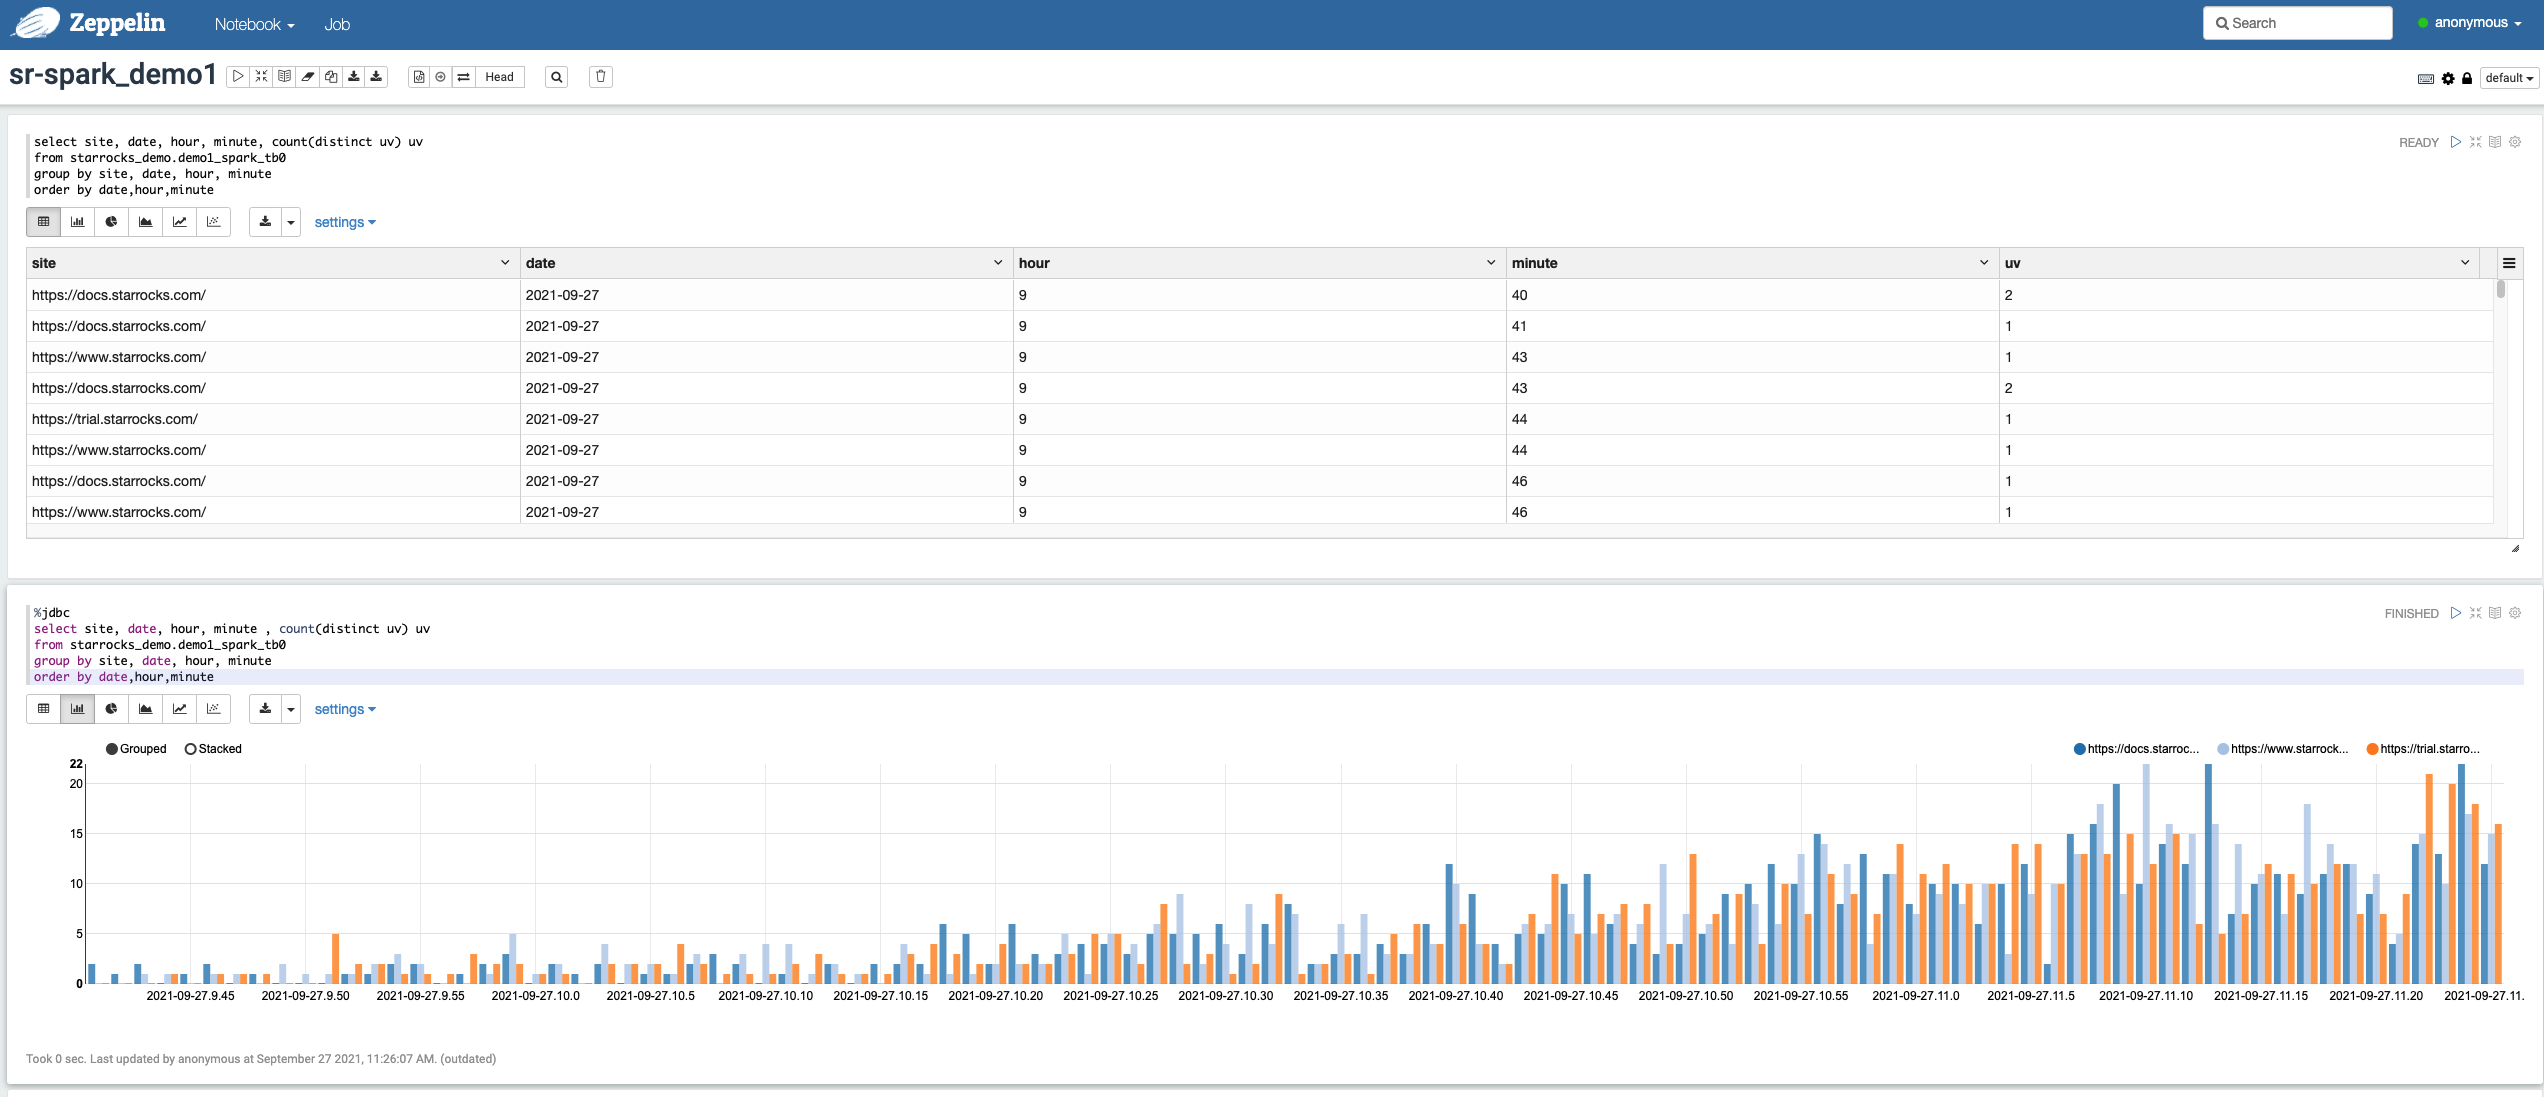 Zeppelin Notebook Job Search anonymous
sr-spark_demo1 Head default
select site, date, hour, minute, count(distinct uv) uv
READY
from starrocks_demo.demo1_spark_tb0
group by site, date, hour, minute
order by date,hour,minute
settings
site date hour minute uv
https://docs.starrocks.com/ 2021-09-27 9 40 2
https://docs.starrocks.com/ 2021-09-27 9 41 1
https://www.starrocks.com/ 2021-09-27 9 43 1
https://docs.starrocks.com/ 2021-09-27 9 43 2
https://trial.starrocks.com/ 2021-09-27 9 44 1
https://www.starrocks.com/ 2021-09-27 9 44 1
https://docs.starrocks.com/ 2021-09-27 9 46 1
https://www.starrocks.com/ 2021-09-27 9 46 1
%jdbc
FINISHED
select site, date, hour, minute , count(distinct uv) uv
from starrocks_demo.demo1_spark_tb0
group by site, date, hour, minute
order by date,hour,minute
settings
Grouped Stacked https://docs.starroc... https://www.starrock... https://trial.starro...
22
20
15
10
5
0
2021-09-27.9.45 2021-09-27.9.50 2021-09-27.9.55 2021-09-27.10.0 2021-09-27.10.5 2021-09-27.10.10 2021-09-27.10.15 2021-09-27.10.20 2021-09-27.10.25 2021-09-27.10.30 2021-09-27.10.35 2021-09-27.10.40 2021-09-27.10.45 2021-09-27.10.50 2021-09-27.10.55 2021-09-27.11.0 2021-09-27.11.5 2021-09-27.11.10 2021-09-27.11.15 2021-09-27.11.20 2021-09-27.11.
Took 0 sec. Last updated by anonymous at September 27 2021, 11:26:07 AM. (outdated)